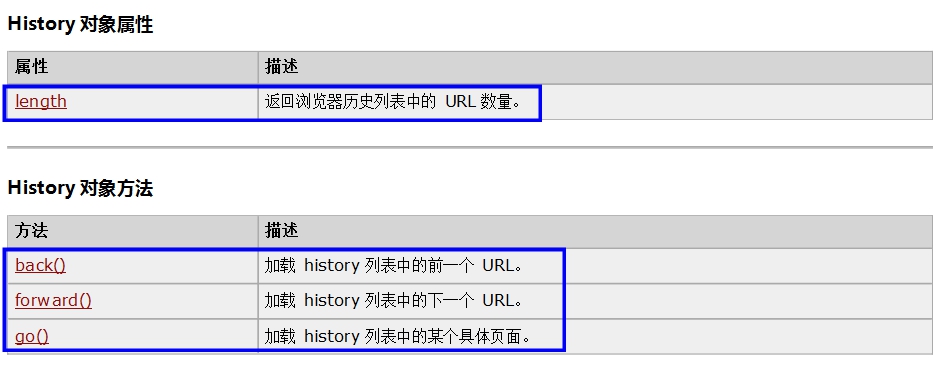 History 对象属性
属性 描述
length 返回浏览器历史列表中的 URL 数量。
History 对象方法
方法 描述
back() 加载 history 列表中的前一个 URL。
forward() 加载 history 列表中的下一个 URL。
go() 加载 history 列表中的某个具体页面。